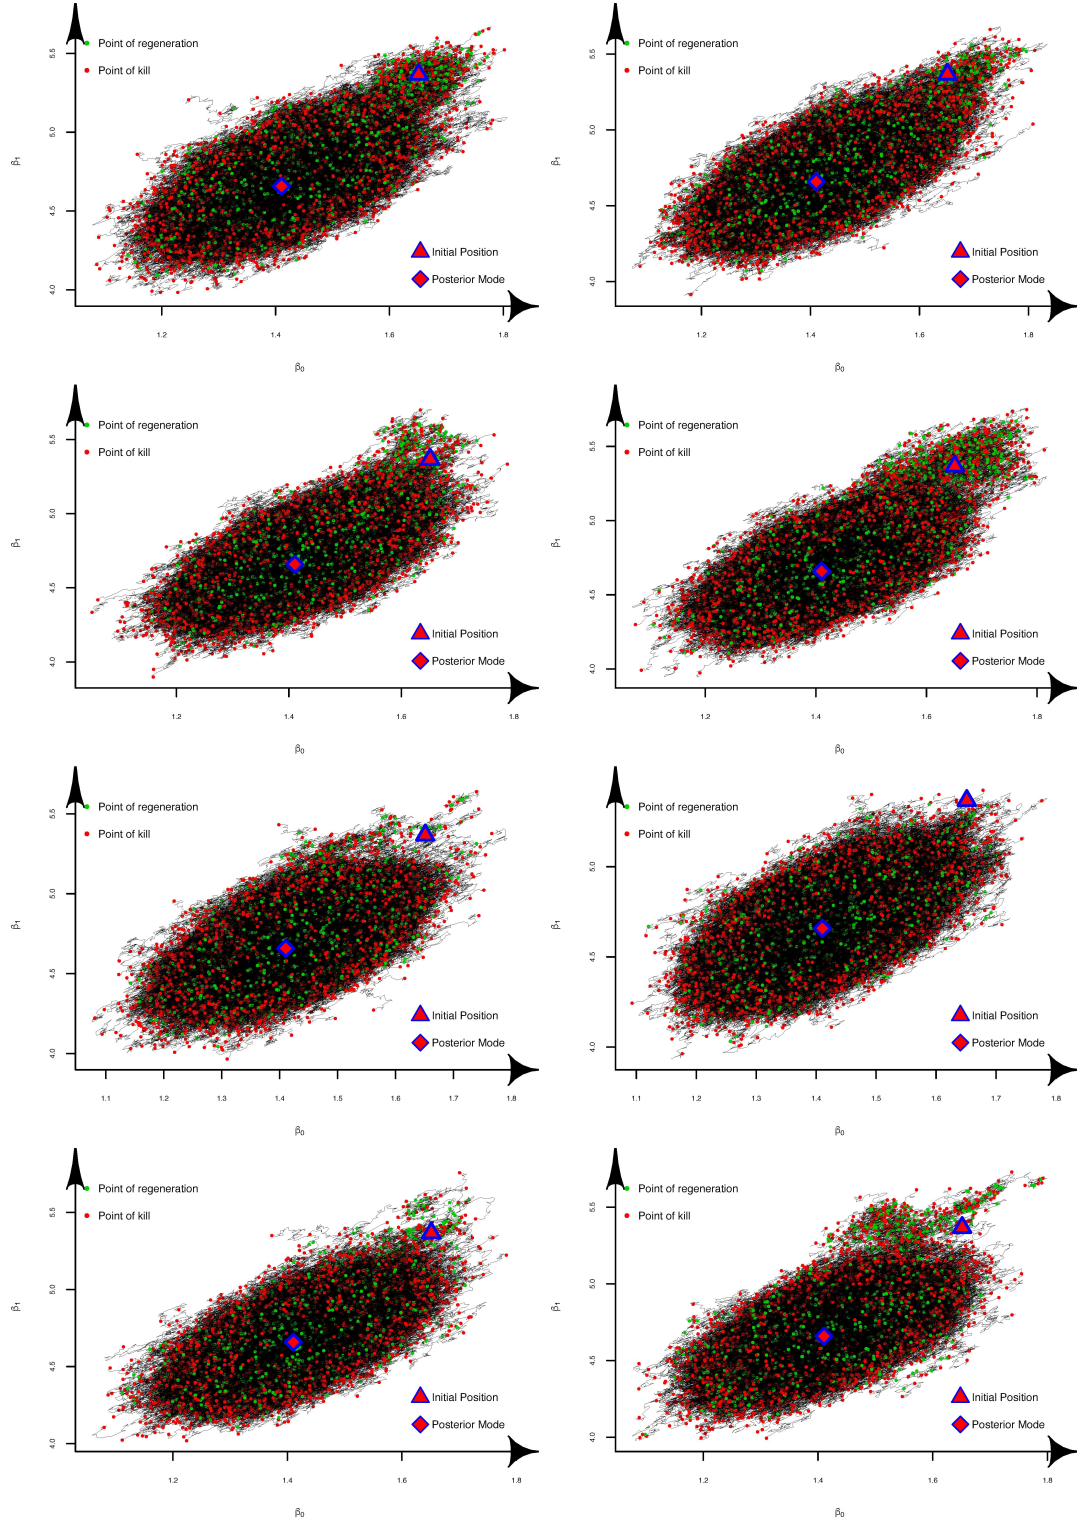 Point of regeneration
Point of kill
β1
5.5
5.0
4.5
4.0
Initial Position
Posterior Mode
1.2 1.4 1.6 1.8
β0
Point of regeneration
Point of kill
β1
5.5
5.0
4.5
4.0
Initial Position
Posterior Mode
1.2 1.4 1.6 1.8
β0
Point of regeneration
Point of kill
β1
5.5
5.0
4.5
4.0
Initial Position
Posterior Mode
1.2 1.4 1.6 1.8
β0
Point of regeneration
Point of kill
β1
5.5
5.0
4.5
4.0
Initial Position
Posterior Mode
1.2 1.4 1.6 1.8
β0
Point of regeneration
Point of kill
β1
5.5
5.0
4.5
4.0
Initial Position
Posterior Mode
1.1 1.2 1.3 1.4 1.5 1.6 1.7 1.8
β0
Point of regeneration
Point of kill
β1
5.0
4.5
4.0
Initial Position
Posterior Mode
1.1 1.2 1.3 1.4 1.5 1.6 1.7 1.8
β0
Point of regeneration
Point of kill
β1
5.5
5.0
4.5
4.0
Initial Position
Posterior Mode
1.2 1.4 1.6 1.8
β0
Point of regeneration
Point of kill
β1
5.5
5.0
4.5
4.0
Initial Position
Posterior Mode
1.2 1.4 1.6 1.8
β0